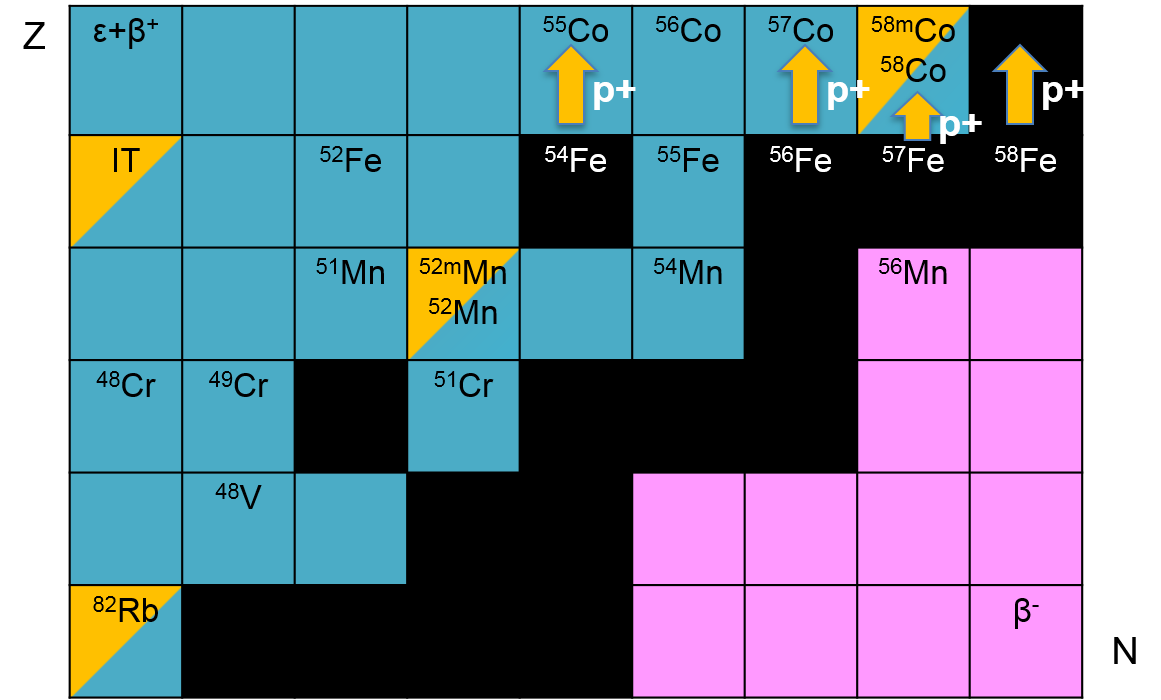 Z
ε+β⁺
⁵⁵Co
⁵⁶Co
⁵⁷Co
⁵⁸ᵐCo
⁵⁸Co
p+
p+
p+
p+
IT
⁵²Fe
⁵⁴Fe
⁵⁵Fe
⁵⁶Fe
⁵⁷Fe
⁵⁸Fe
⁵¹Mn
⁵²ᵐMn
⁵²Mn
⁵⁴Mn
⁵⁶Mn
⁴⁸Cr
⁴⁹Cr
⁵¹Cr
⁴⁸V
⁸²Rb
β⁻
N